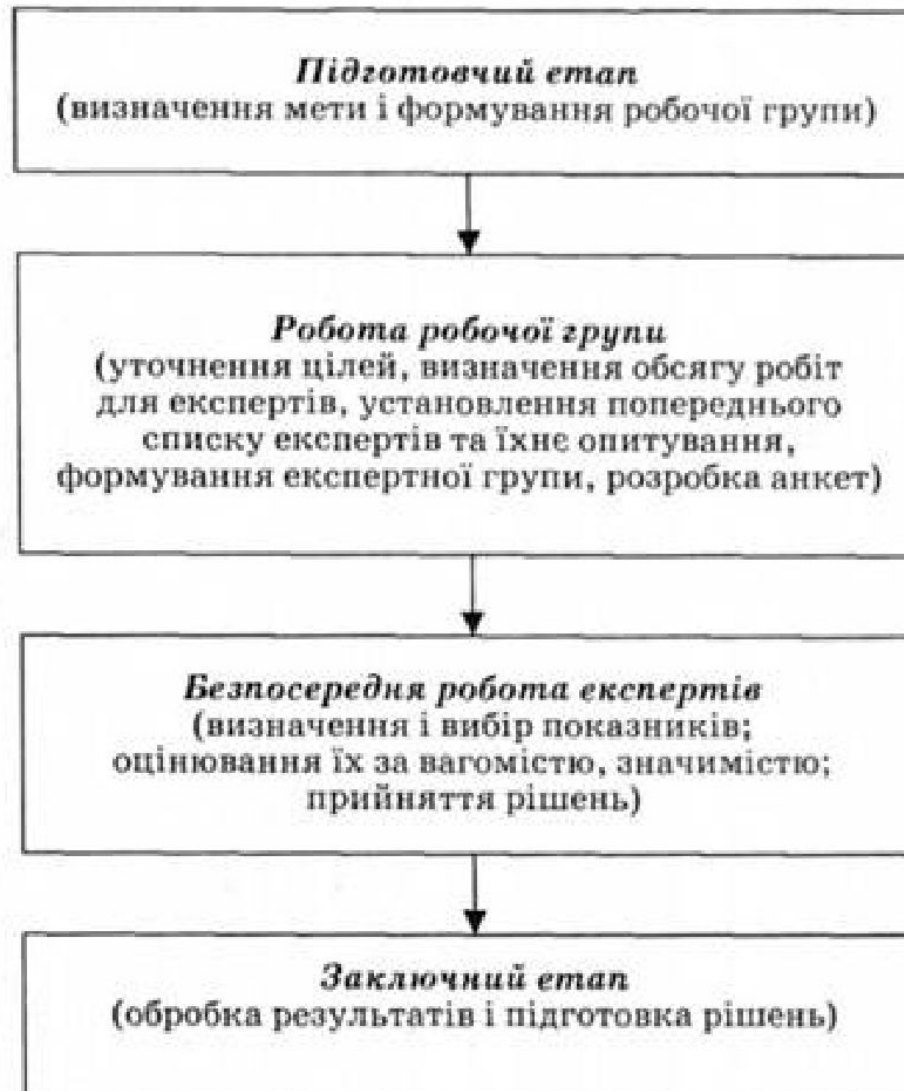 Підготовчий етап
(визначення мети і формування робочої групи)
Робота робочої групи
(уточнення цілей, визначення обсягу робіт
для експертів, установлення попереднього
списку експертів та їхнє опитування,
формування експертної групи, розробка анкет)
Безпосередня робота експертів
(визначення і вибір показників;
оцінювання їх за вагомістю, значимістю;
прийняття рішень)
Заключний етап
(обробка результатів і підготовка рішень)